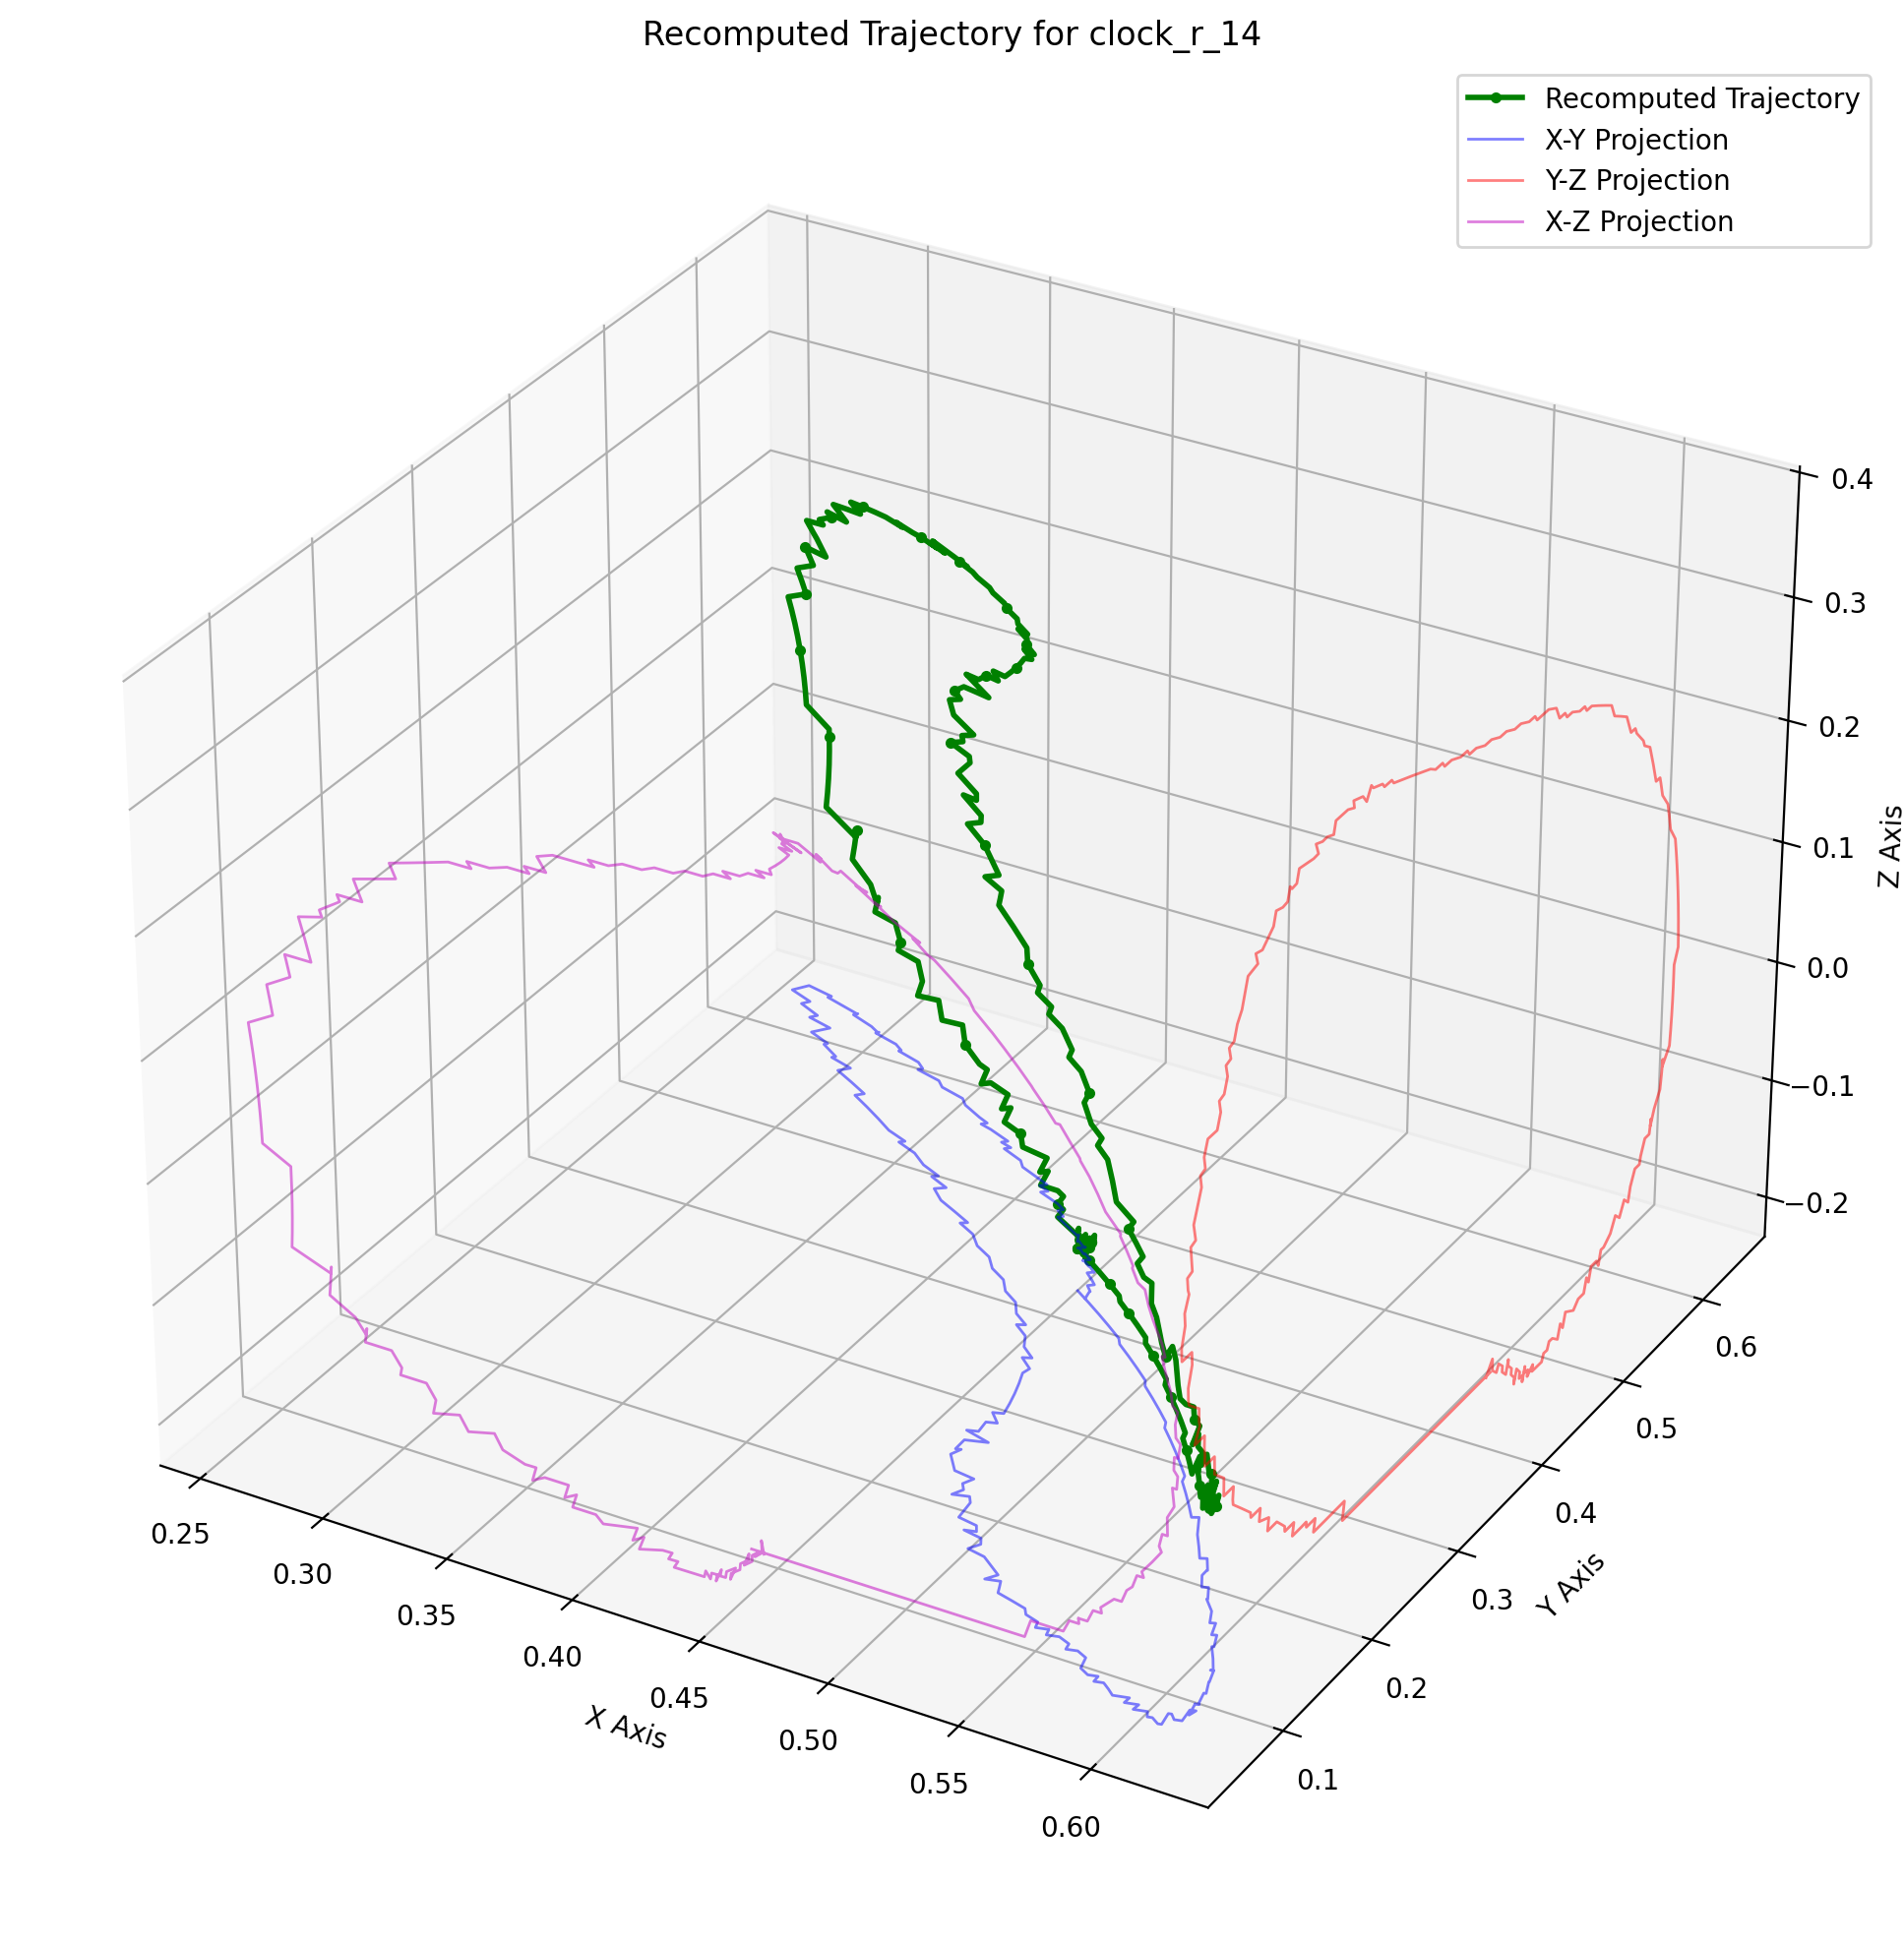 Recomputed Trajectory for clock_r_14
Recomputed Trajectory
X-Y Projection
Y-Z Projection
X-Z Projection
0.4
0.3
0.2
0.1
0.0
−0.1
−0.2
Z Axis
0.6
0.5
0.4
0.3
0.2
0.1
Y Axis
0.25
0.30
0.35
0.40
0.45
0.50
0.55
0.60
X Axis